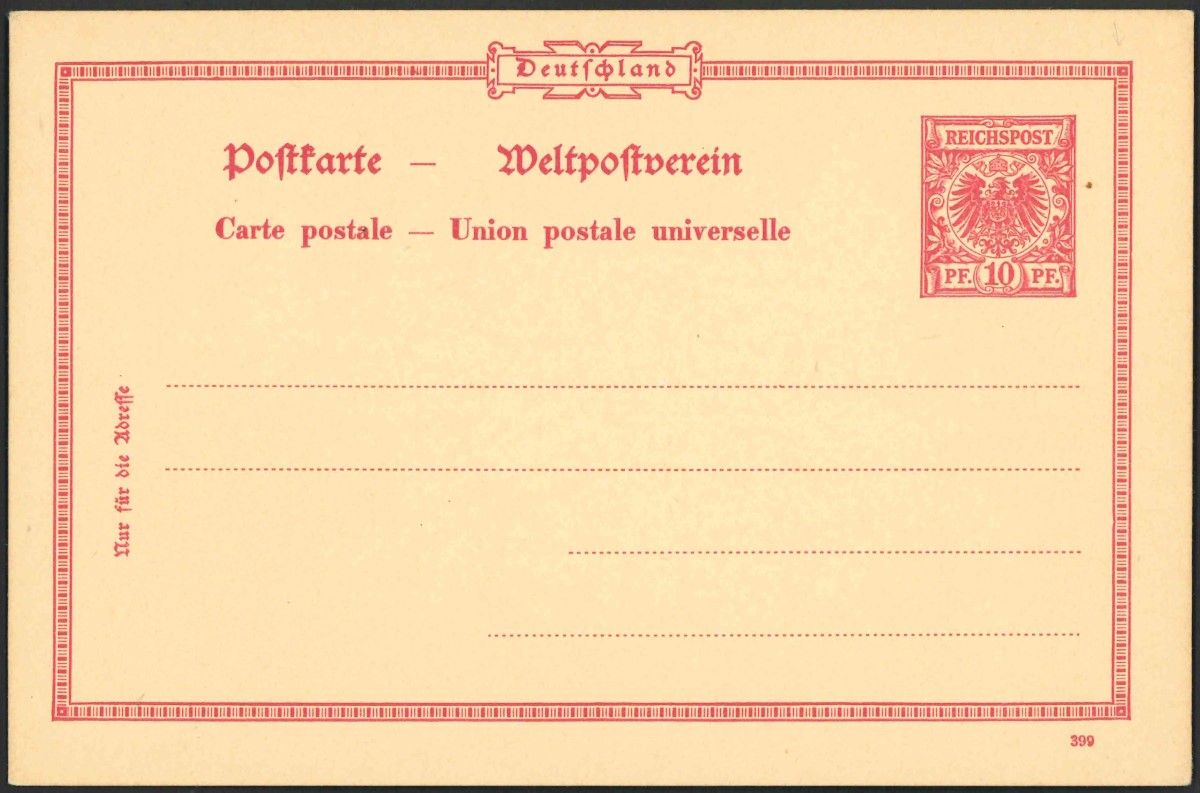 Deutschland
REICHSPOST
Postkarte — Weltpostverein
Carte postale — Union postale universelle
PF. 10 PF.
Nur für die Adresse
399